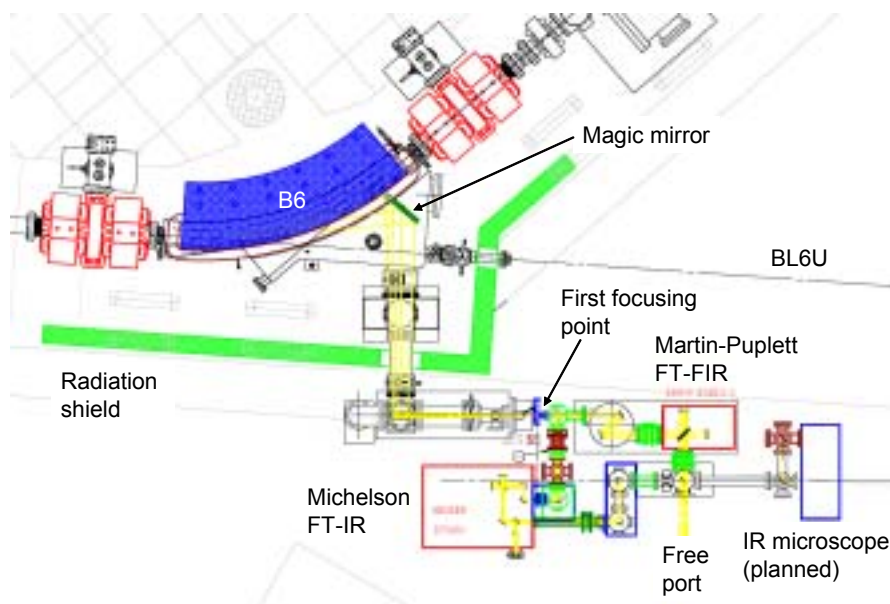 Magic mirror
B6
BL6U
First focusing
point
Martin-Puplett
FT-FIR
Radiation
shield
Michelson
FT-IR
Free
port
IR microscope
(planned)